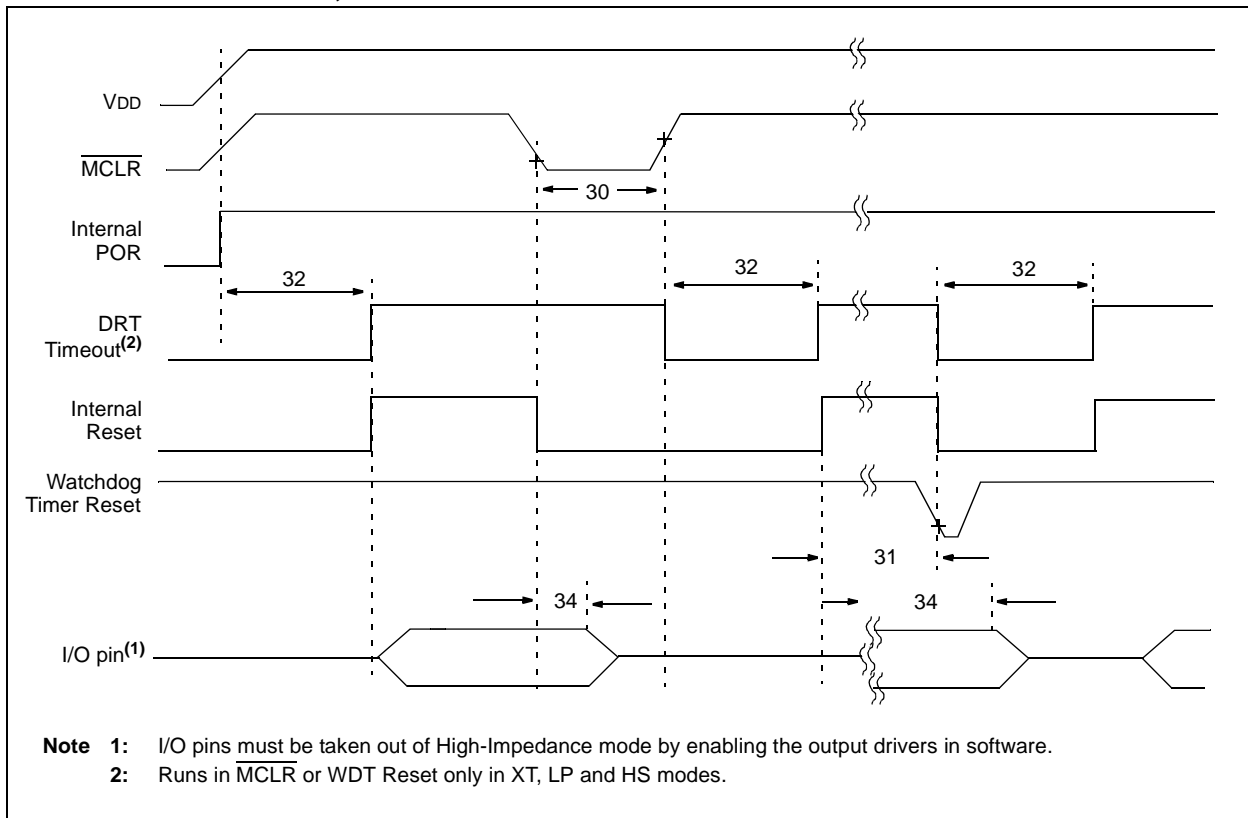 VDD
MCLR
30
Internal
POR
32
32
32
DRT
Timeout(2)
Internal
Reset
Watchdog
Timer Reset
31
34
34
I/O pin(1)
Note 1: I/O pins must be taken out of High-Impedance mode by enabling the output drivers in software.
2: Runs in MCLR or WDT Reset only in XT, LP and HS modes.